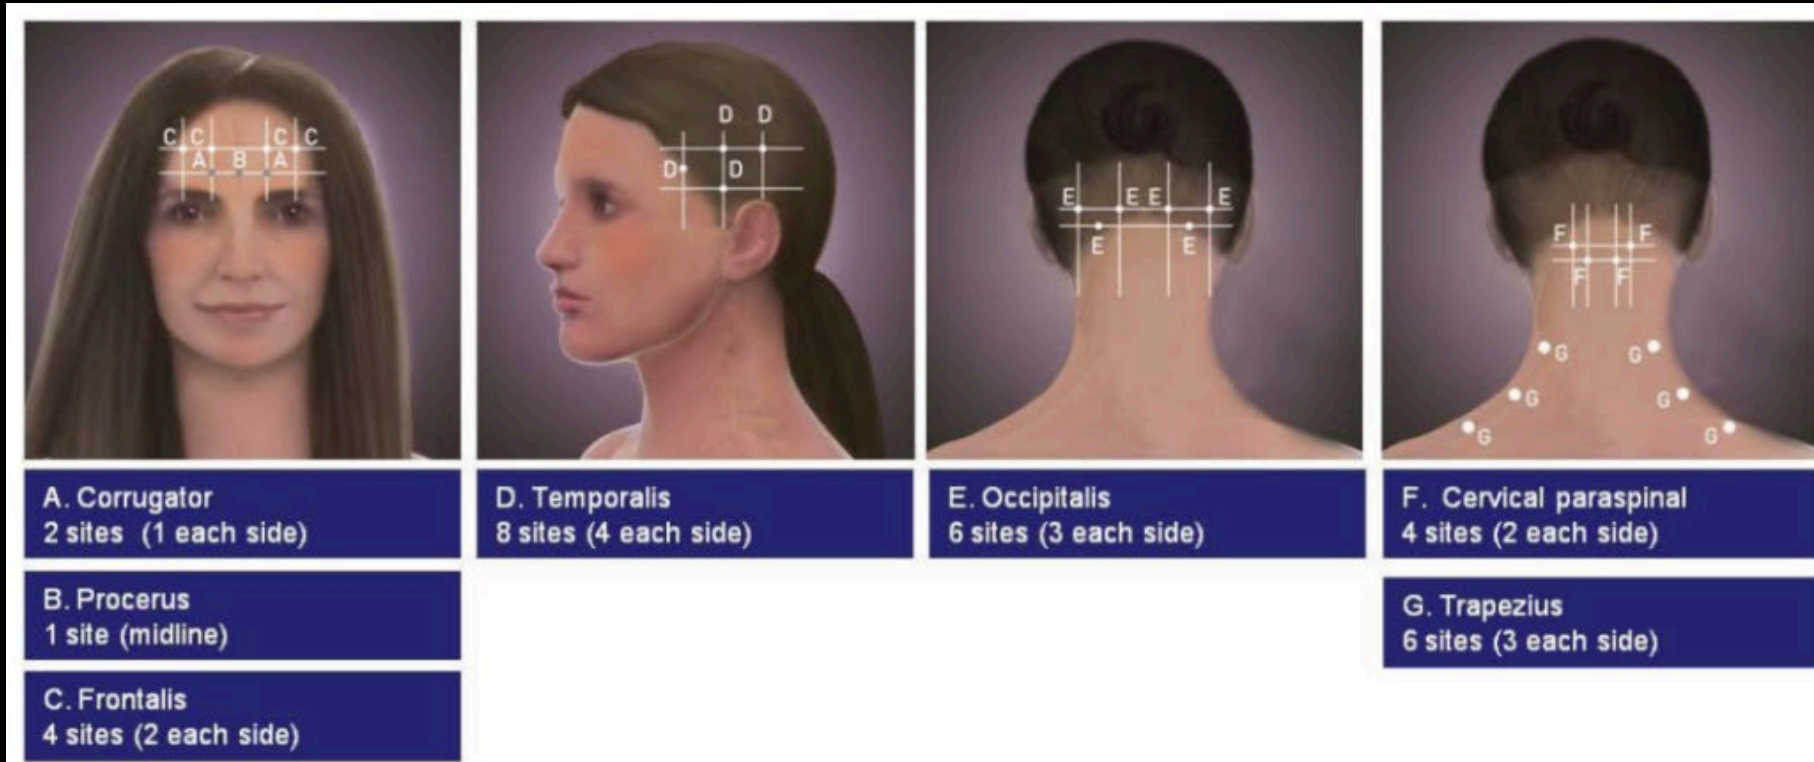 C C C C
A B A
D D
D D
E E E E
E E
F F
F F
G G
G G
G G
A. Corrugator
2 sites (1 each side)
B. Procerus
1 site (midline)
C. Frontalis
4 sites (2 each side)
D. Temporalis
8 sites (4 each side)
E. Occipitalis
6 sites (3 each side)
F. Cervical paraspinal
4 sites (2 each side)
G. Trapezius
6 sites (3 each side)